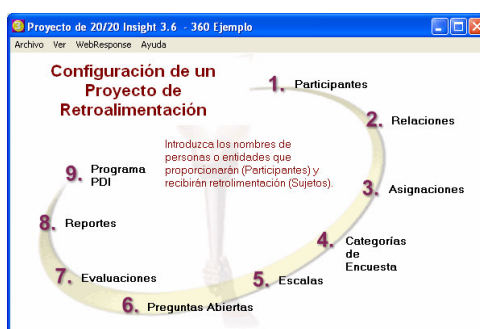 Proyecto de 20/20 Insight 3.6 - 360 Ejemplo
Archivo Ver WebResponse Ayuda
Configuración de un
Proyecto de
Retroalimentación
1. Participantes
2. Relaciones
Introduzca los nombres de
personas o entidades que
proporcionarán (Participantes) y
recibirán retrolimentación (Sujetos).
3. Asignaciones
4. Categorías
de
Encuesta
5. Escalas
6. Preguntas Abiertas
7. Evaluaciones
8. Reportes
9. Programa
PDI